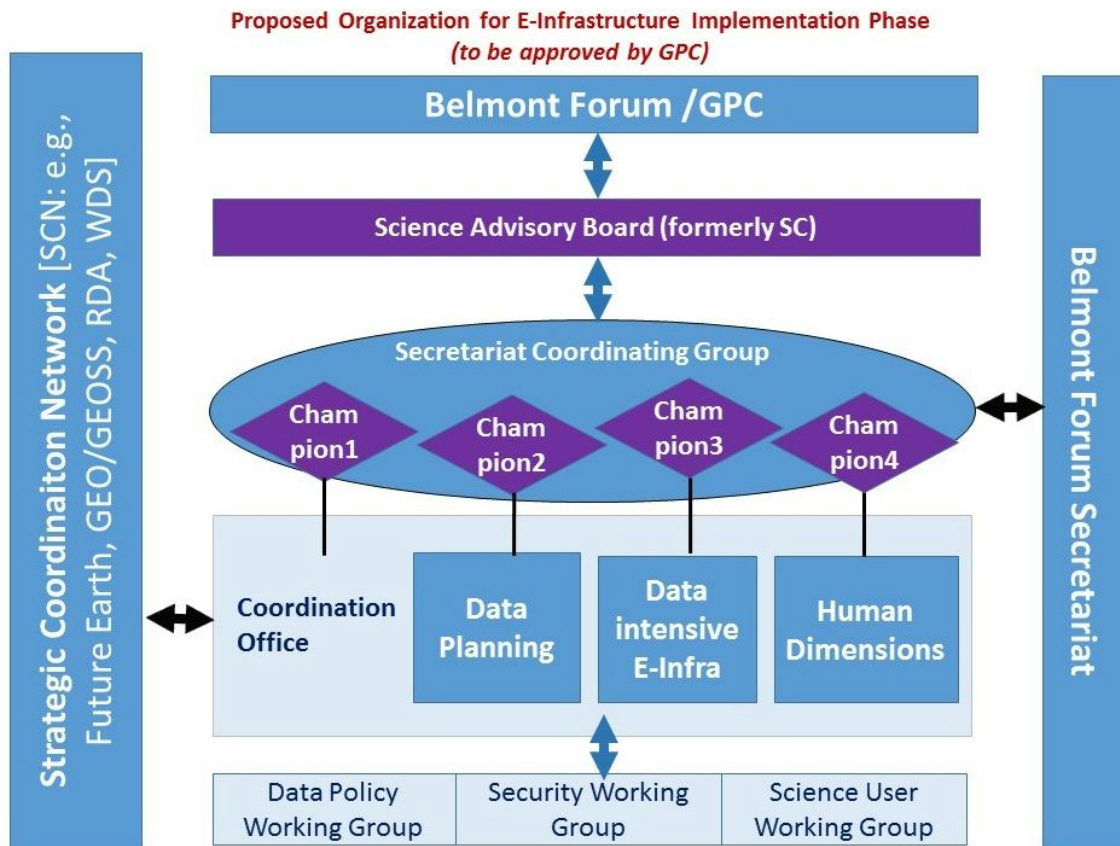 Proposed Organization for E-Infrastructure Implementation Phase
(to be approved by GPC)
Strategic Coordinaiton Network [SCN: e.g.,
Future Earth, GEO/GEOSS, RDA, WDS]
Belmont Forum /GPC
Science Advisory Board (formerly SC)
Secretariat Coordinating Group
Cham
pion1
Cham
pion2
Cham
pion3
Cham
pion4
Coordination
Office
Data
Planning
Data
intensive
E-Infra
Human
Dimensions
Data Policy
Working Group
Security Working
Group
Science User
Working Group
Belmont Forum Secretariat